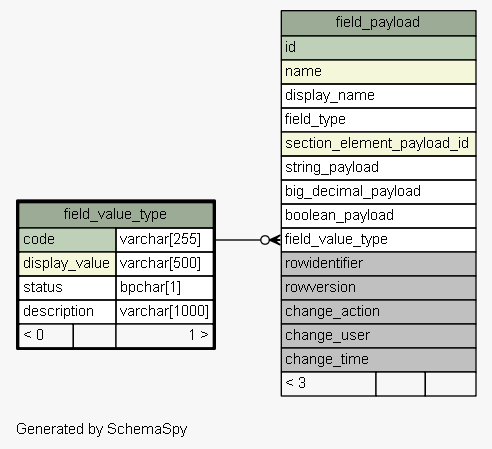 field_payload
id
name
display_name
field_type
section_element_payload_id
string_payload
big_decimal_payload
boolean_payload
field_value_type
rowidentifier
rowversion
change_action
change_user
change_time
< 3
field_value_type
code varchar[255]
display_value varchar[500]
status bpchar[1]
description varchar[1000]
< 0 1 >
Generated by SchemaSpy